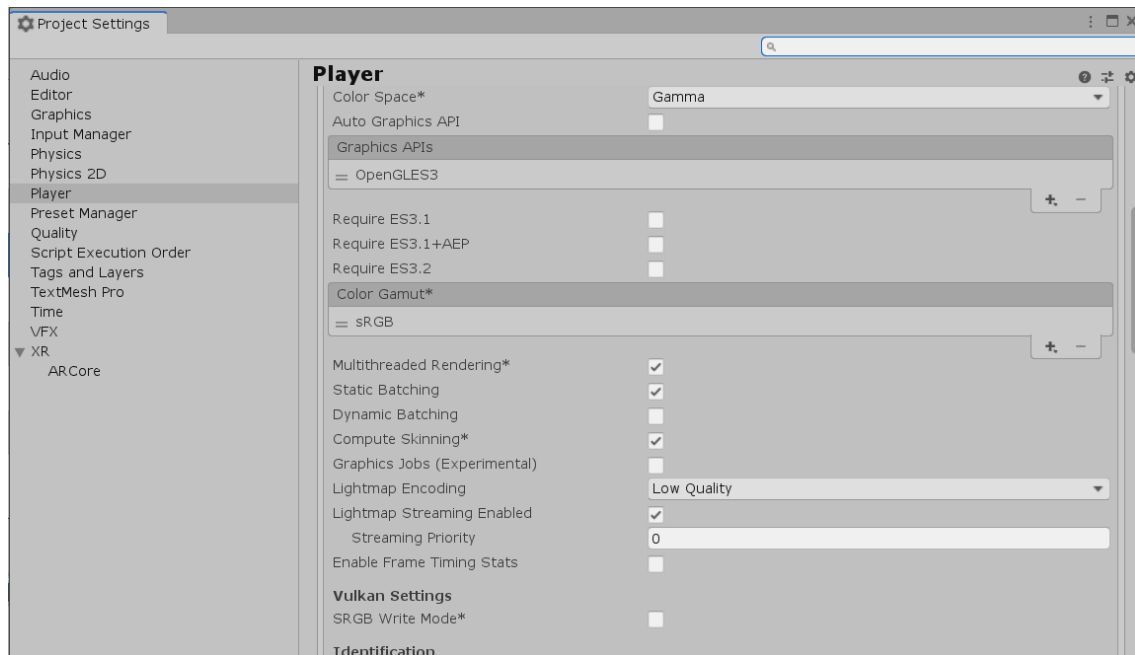 Project Settings
Audio
Editor
Graphics
Input Manager
Physics
Physics 2D
Player
Preset Manager
Quality
Script Execution Order
Tags and Layers
TextMesh Pro
Time
VFX
XR
ARCore
Player
Color Space* Gamma
Auto Graphics API
Graphics APIs
OpenGLES3
Require ES3.1
Require ES3.1+AEP
Require ES3.2
Color Gamut*
sRGB
Multithreaded Rendering*
Static Batching
Dynamic Batching
Compute Skinning*
Graphics Jobs (Experimental)
Lightmap Encoding Low Quality
Lightmap Streaming Enabled
Streaming Priority 0
Enable Frame Timing Stats
Vulkan Settings
SRGB Write Mode*
Identification